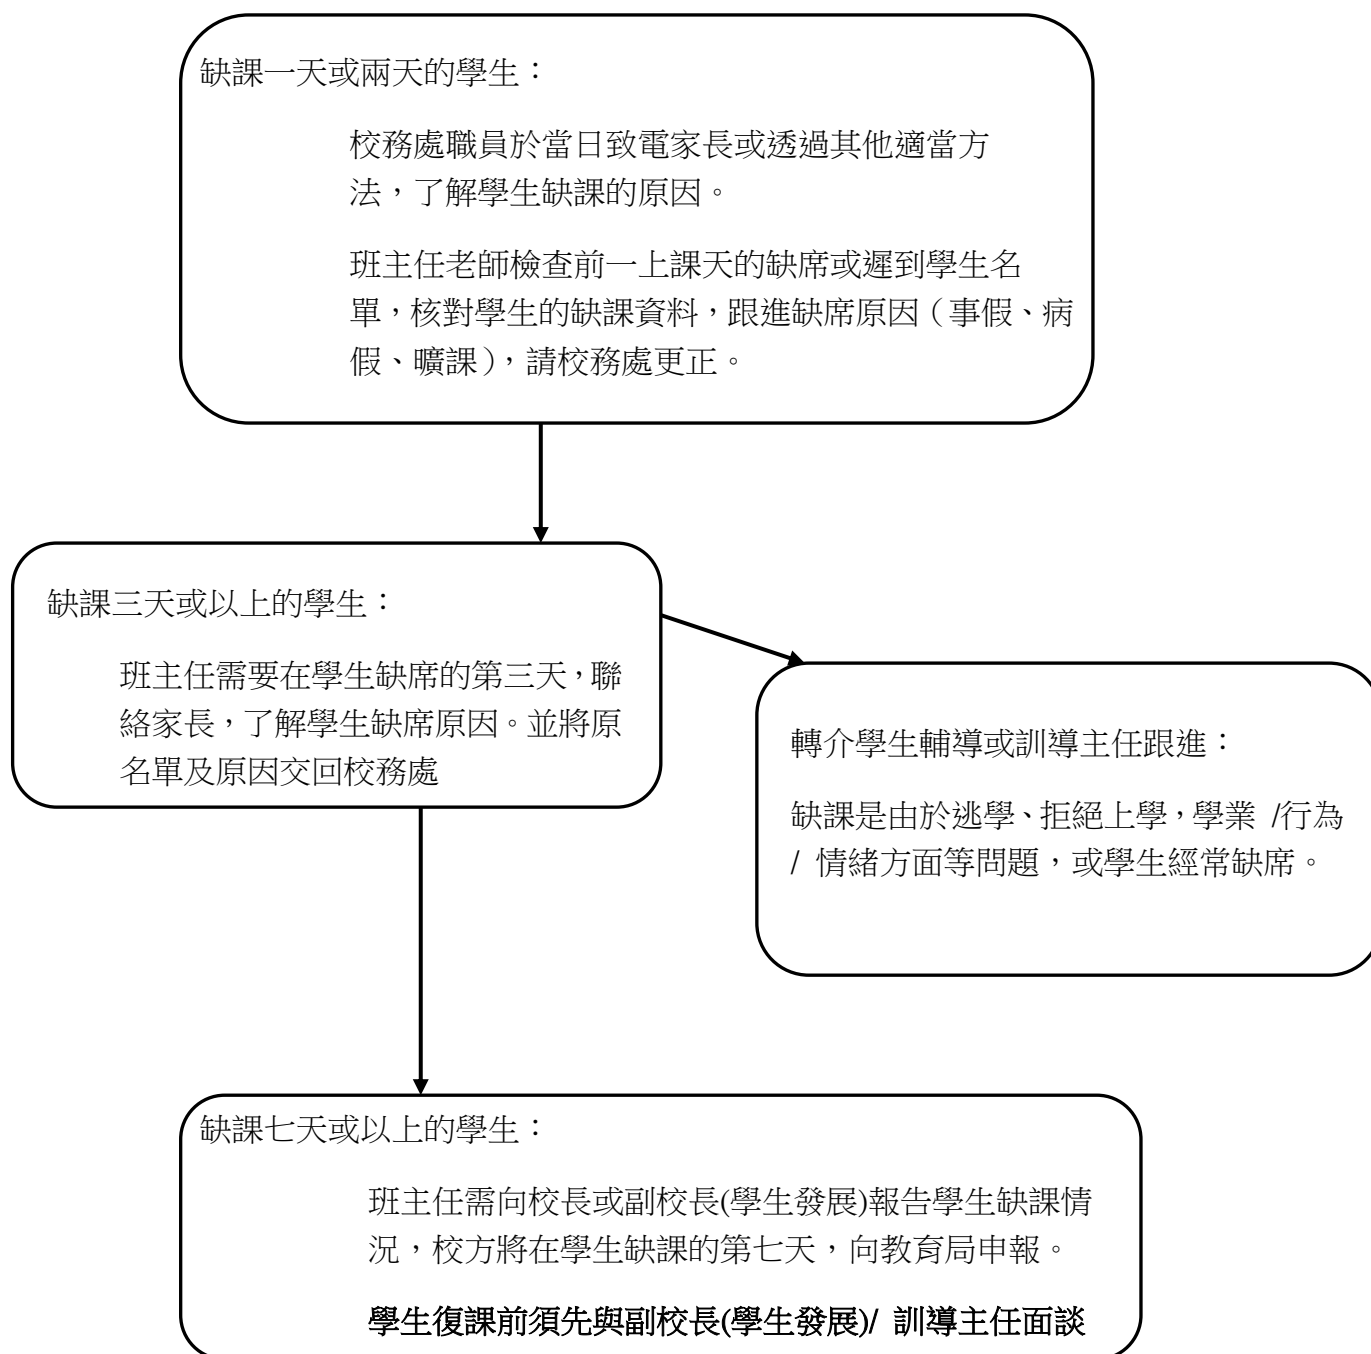 缺課一天或兩天的學生：
校務處職員於當日致電家長或透過其他適當方
法，了解學生缺課的原因。
班主任老師檢查前一上課天的缺席或遲到學生名
單，核對學生的缺課資料，跟進缺席原因（事假、病
假、曠課），請校務處更正。
缺課三天或以上的學生：
班主任需要在學生缺席的第三天，聯
絡家長，了解學生缺席原因。並將原
名單及原因交回校務處
轉介學生輔導或訓導主任跟進：
缺課是由於逃學、拒絕上學，學業 /行為
/ 情緒方面等問題，或學生經常缺席。
缺課七天或以上的學生：
班主任需向校長或副校長(學生發展)報告學生缺課情
況，校方將在學生缺課的第七天，向教育局申報。
學生復課前須先與副校長(學生發展)/ 訓導主任面談